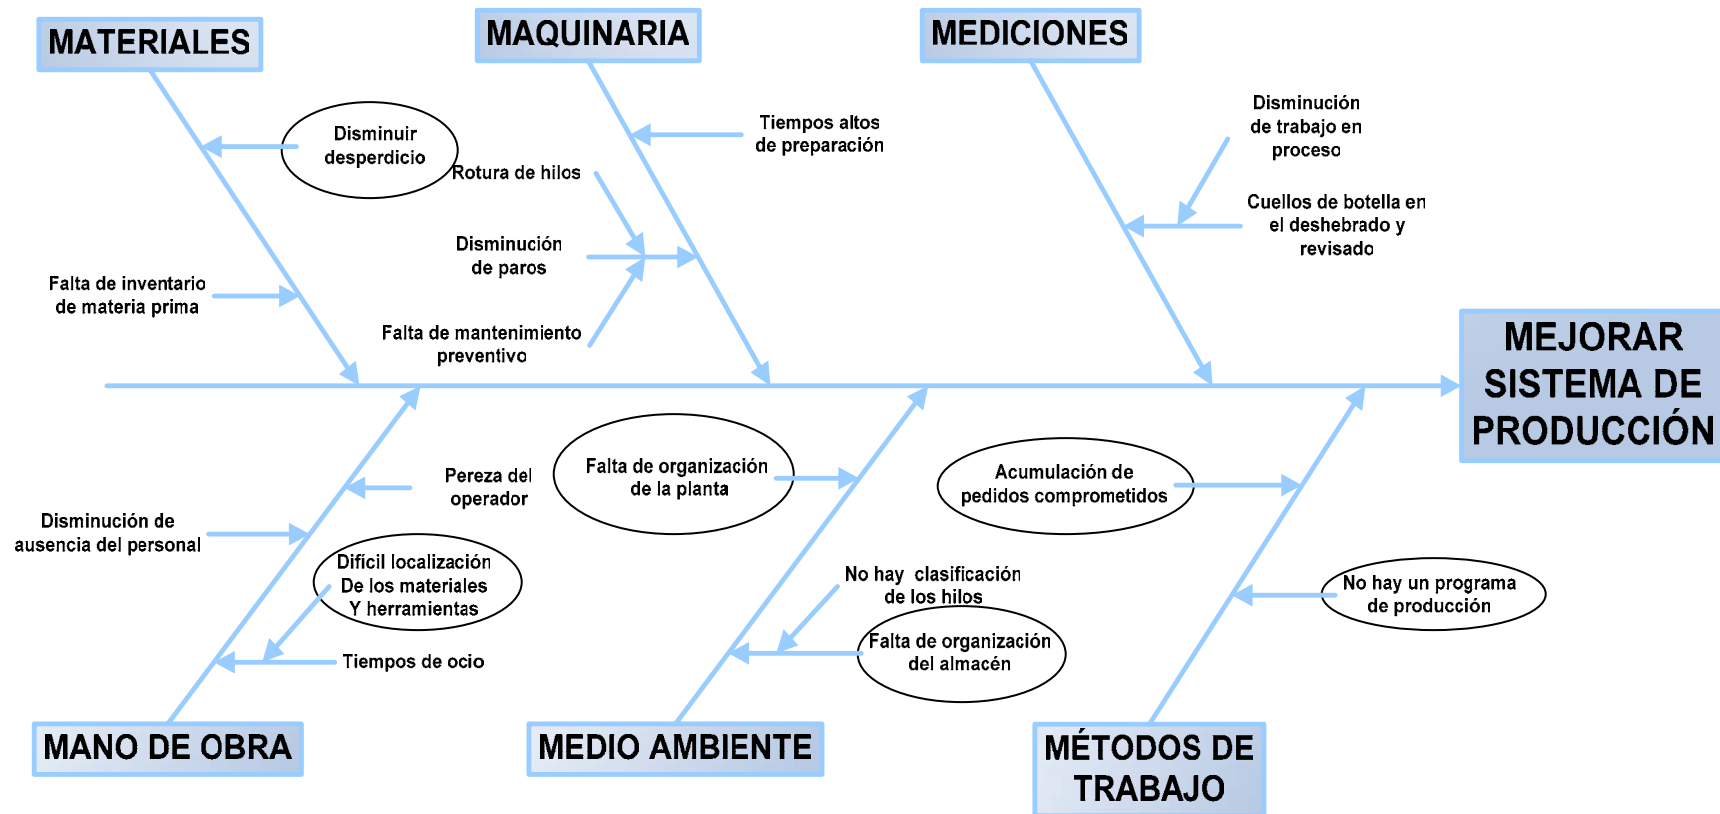 MATERIALES
MAQUINARIA
MEDICIONES
Disminuir
desperdicio
Falta de inventario
de materia prima
Tiempos altos
de preparación
Rotura de hilos
Disminución
de paros
Falta de mantenimiento
preventivo
Disminución
de trabajo en
proceso
Cuellos de botella en
el deshebrado y
revisado
MEJORAR
SISTEMA DE
PRODUCCIÓN
Pereza del
operador
Disminución de
ausencia del personal
Difícil localización
De los materiales
Y herramientas
Tiempos de ocio
Falta de organización
de la planta
No hay clasificación
de los hilos
Falta de organización
del almacén
Acumulación de
pedidos comprometidos
No hay un programa
de producción
MANO DE OBRA
MEDIO AMBIENTE
MÉTODOS DE
TRABAJO